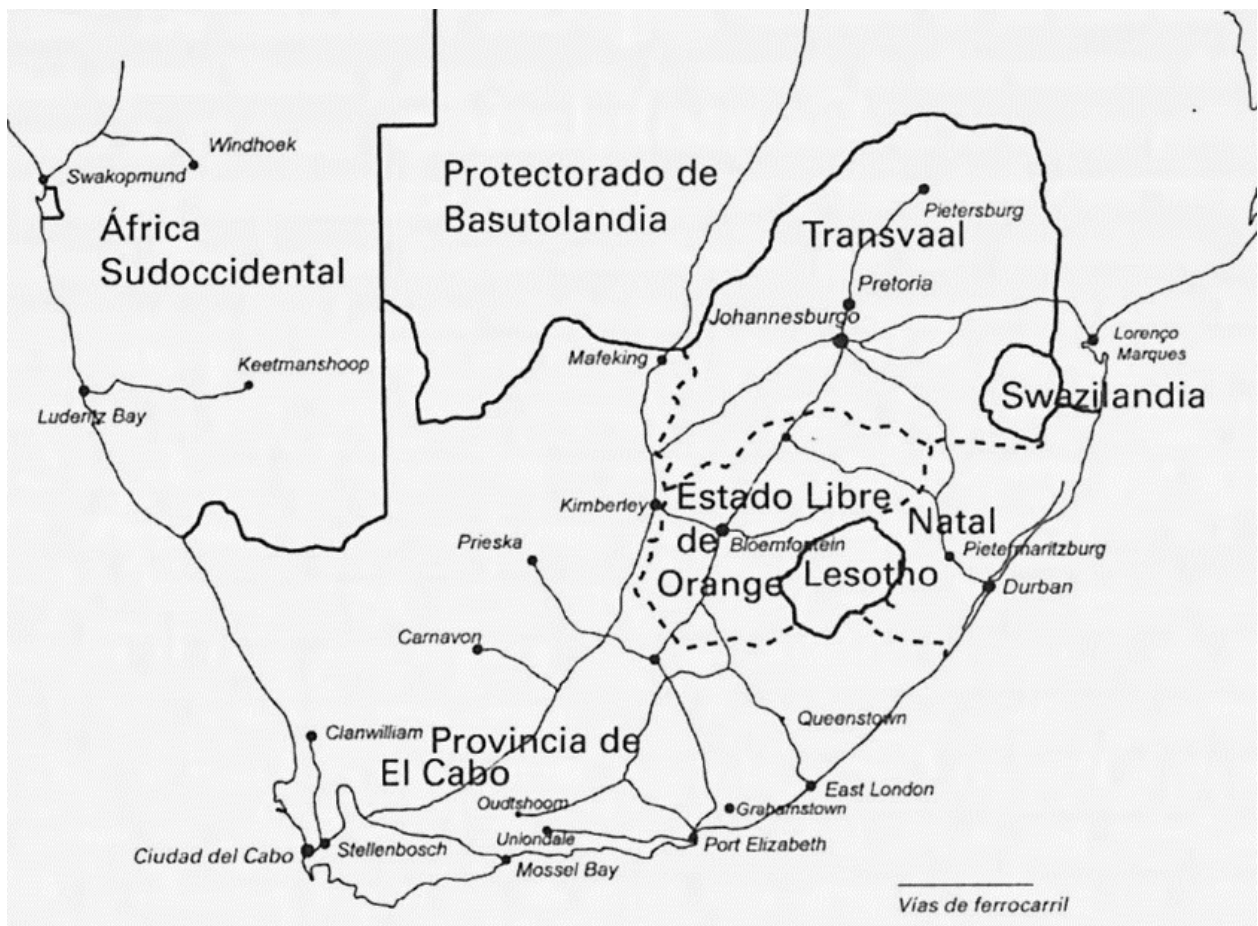 Windhoek
Swakopmund
África
Sudoccidental
Keetmanshoop
Luderitz Bay
Protectorado de
Basutolandia
Pietersburg
Transvaal
Pretoria
Johannesburgo
Mafeking
Lorenço
Marques
Swazilandia
Kimberley
Estado Libre
de
Orange
Bloemfontein
Natal
Pietermaritzburg
Lesotho
Durban
Prieska
Carnavon
Clanwilliam
Provincia de
El Cabo
Queenstown
East London
Oudtshoorn
Grahamstown
Uniondale
Port Elizabeth
Ciudad del Cabo
Stellenbosch
Mossel Bay
Vías de ferrocarril